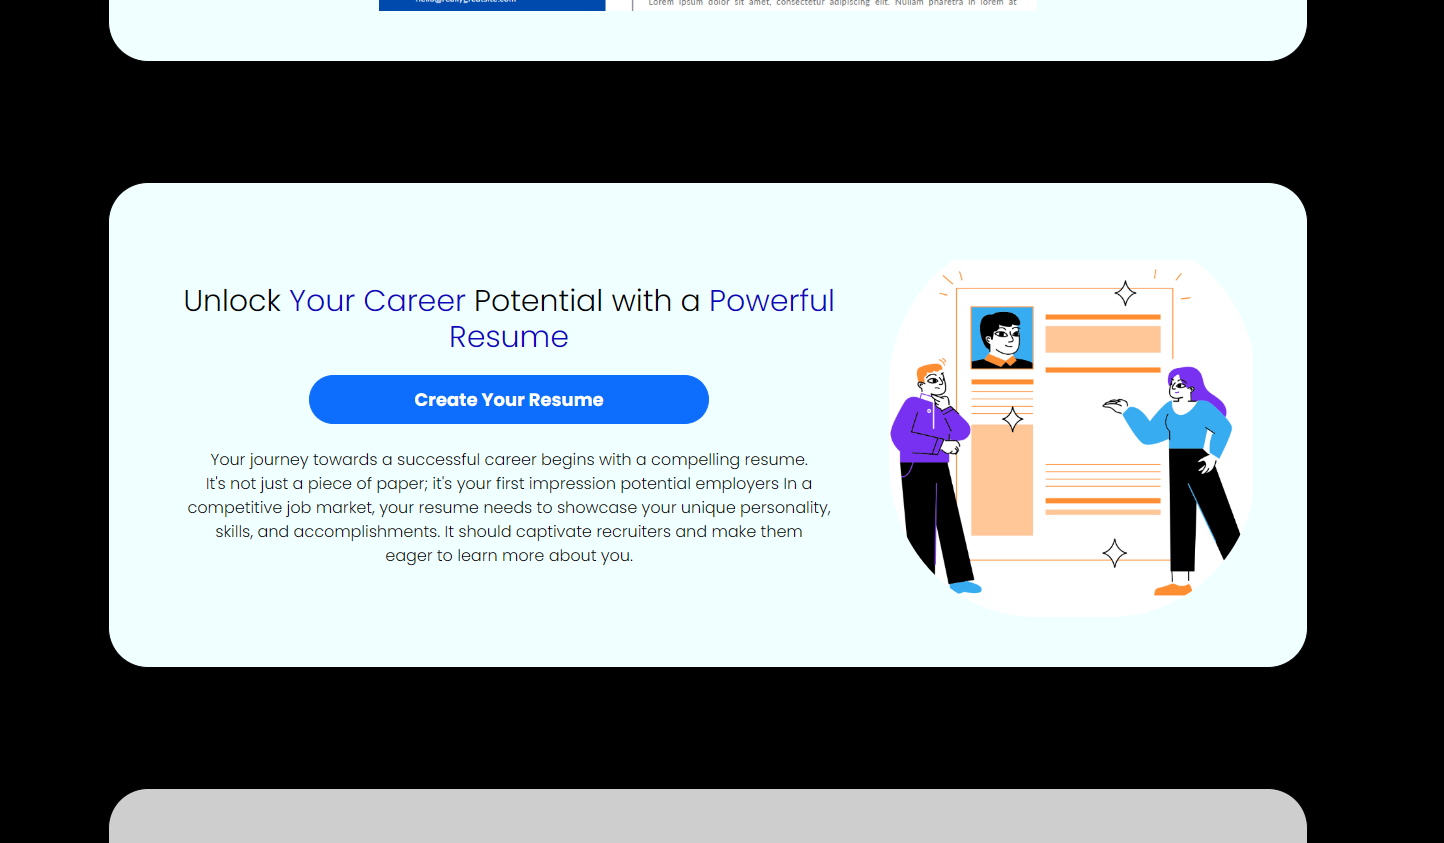 hello@reallygreatsite.com
Lorem ipsum dolor sit amet, consectetur adipiscing elit. Nullam pharetra in lorem at
Unlock Your Career Potential with a Powerful
Resume
Create Your Resume
Your journey towards a successful career begins with a compelling resume.
It's not just a piece of paper; it's your first impression potential employers In a
competitive job market, your resume needs to showcase your unique personality,
skills, and accomplishments. It should captivate recruiters and make them
eager to learn more about you.